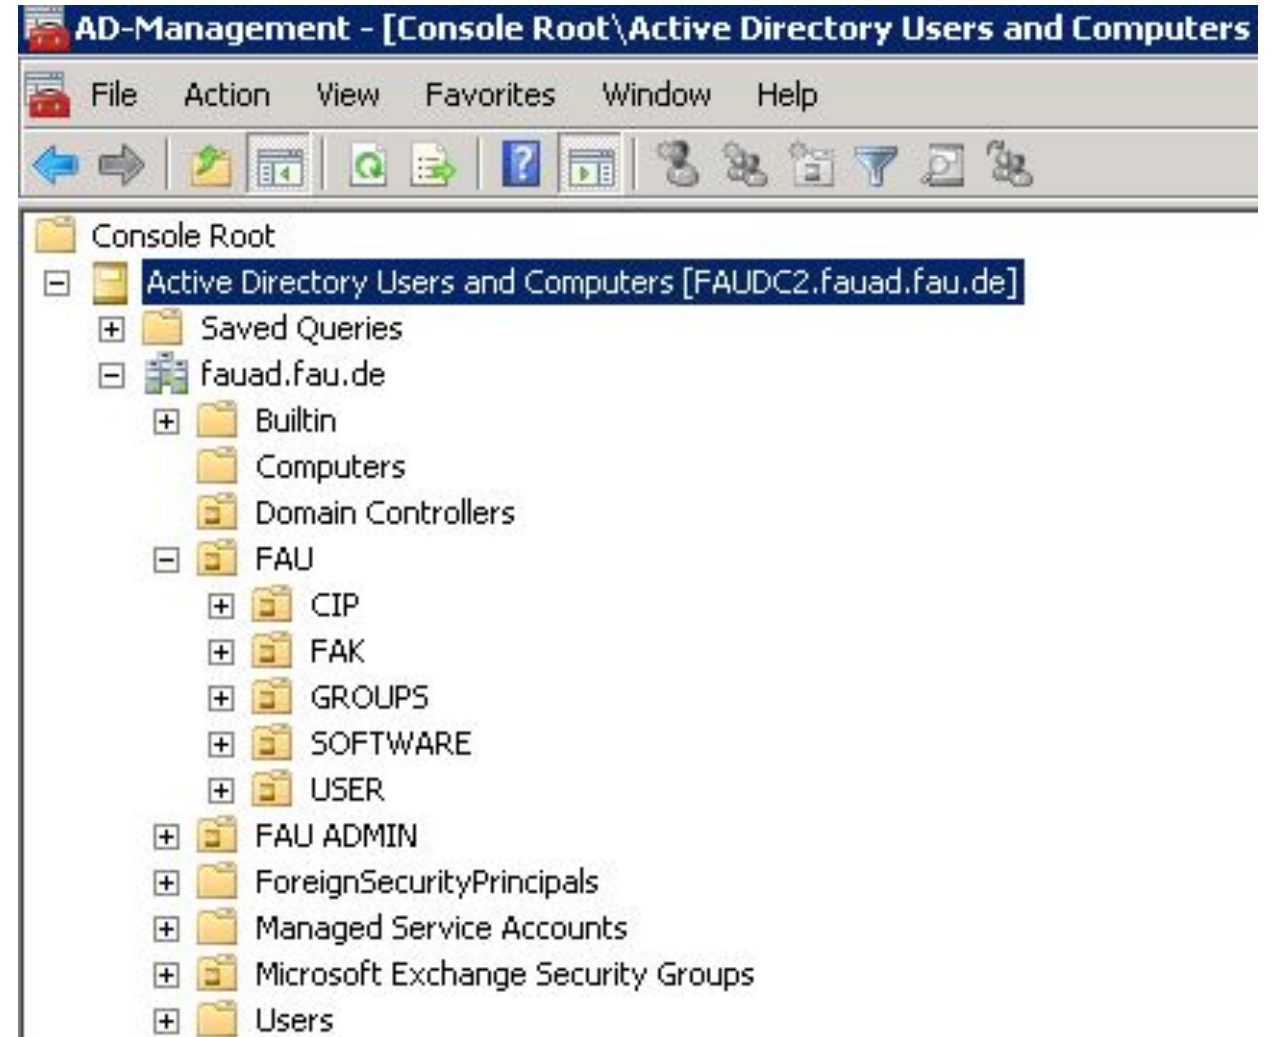 AD-Management - [Console Root\Active Directory Users and Computers
File Action View Favorites Window Help
Console Root
Active Directory Users and Computers [FAUDC2.fauad.fau.de]
Saved Queries
fauad.fau.de
Builtin
Computers
Domain Controllers
FAU
CIP
FAK
GROUPS
SOFTWARE
USER
FAU ADMIN
ForeignSecurityPrincipals
Managed Service Accounts
Microsoft Exchange Security Groups
Users